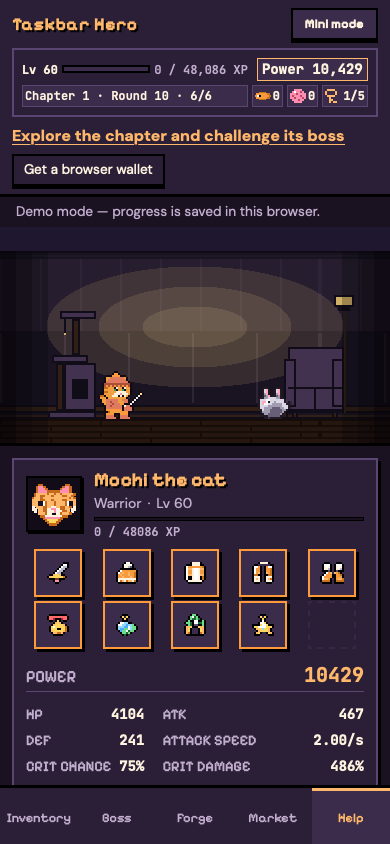 Taskbar Hero
Mini mode
Lv 60 0 / 48,086 XP Power 10,429
Chapter 1 · Round 10 · 6/6 0 0 1/5
Explore the chapter and challenge its boss
Get a browser wallet
Demo mode — progress is saved in this browser.
Mochi the cat
Warrior · Lv 60
0 / 48086 XP
POWER 10429
HP 4104 ATK 467
DEF 241 ATTACK SPEED 2.00/s
CRIT CHANCE 75% CRIT DAMAGE 486%
Inventory Boss Forge Market Help